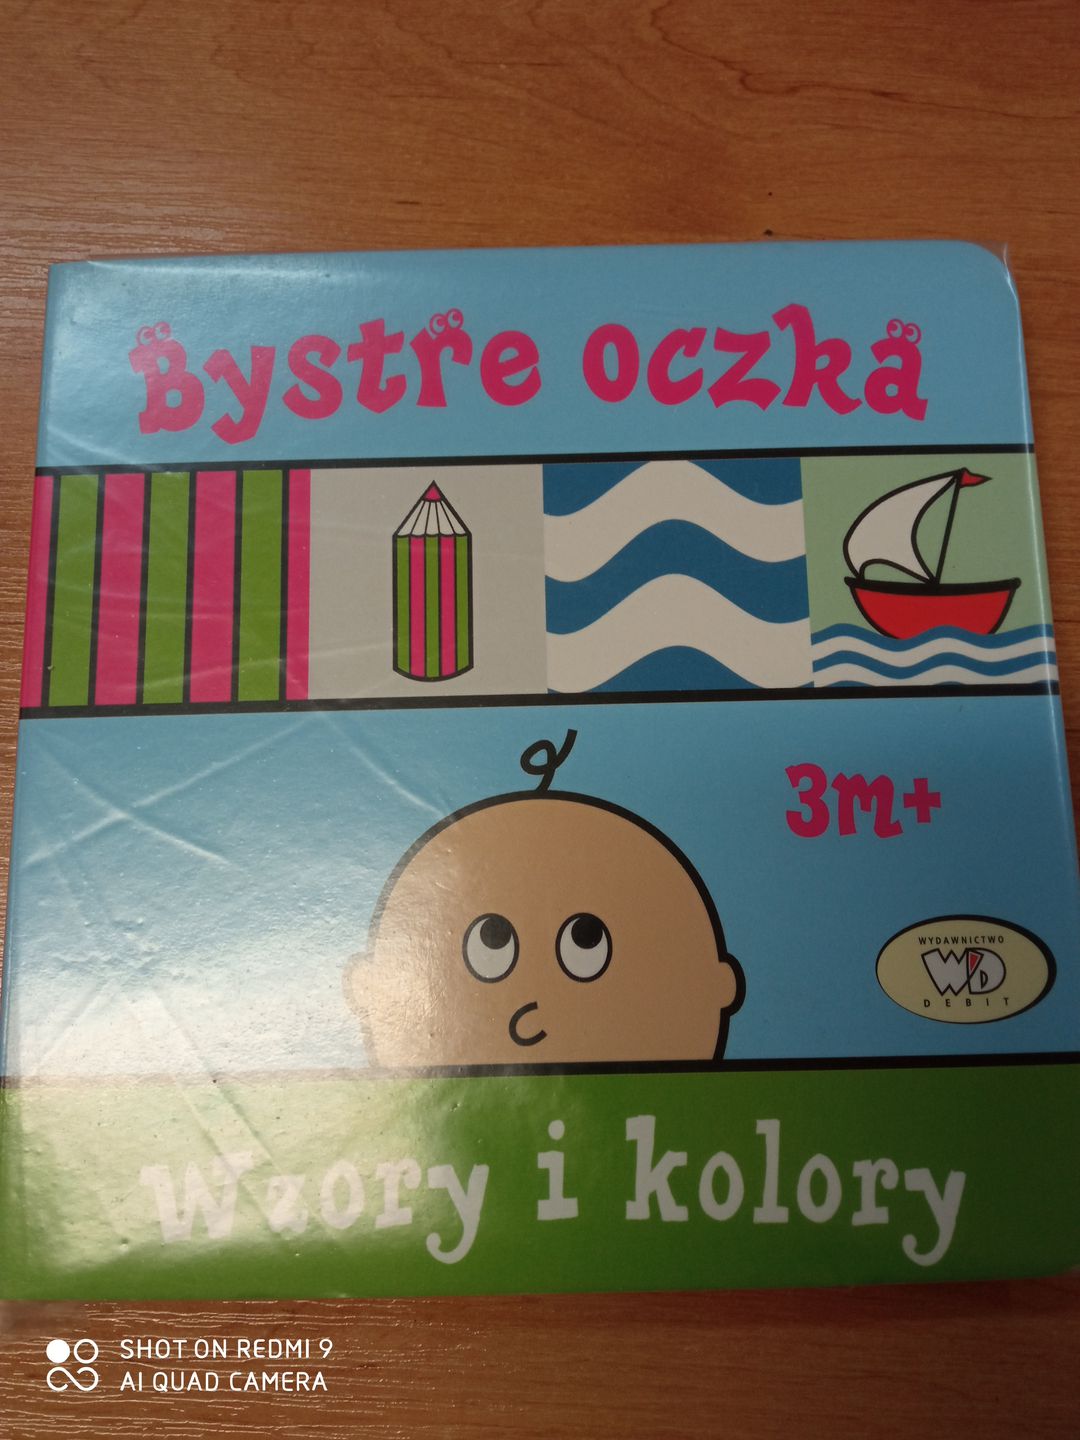 Bystre oczka
3m+
WYDAWNICTWO
WD
DEBIT
Wzory i kolory
SHOT ON REDMI 9
AI QUAD CAMERA